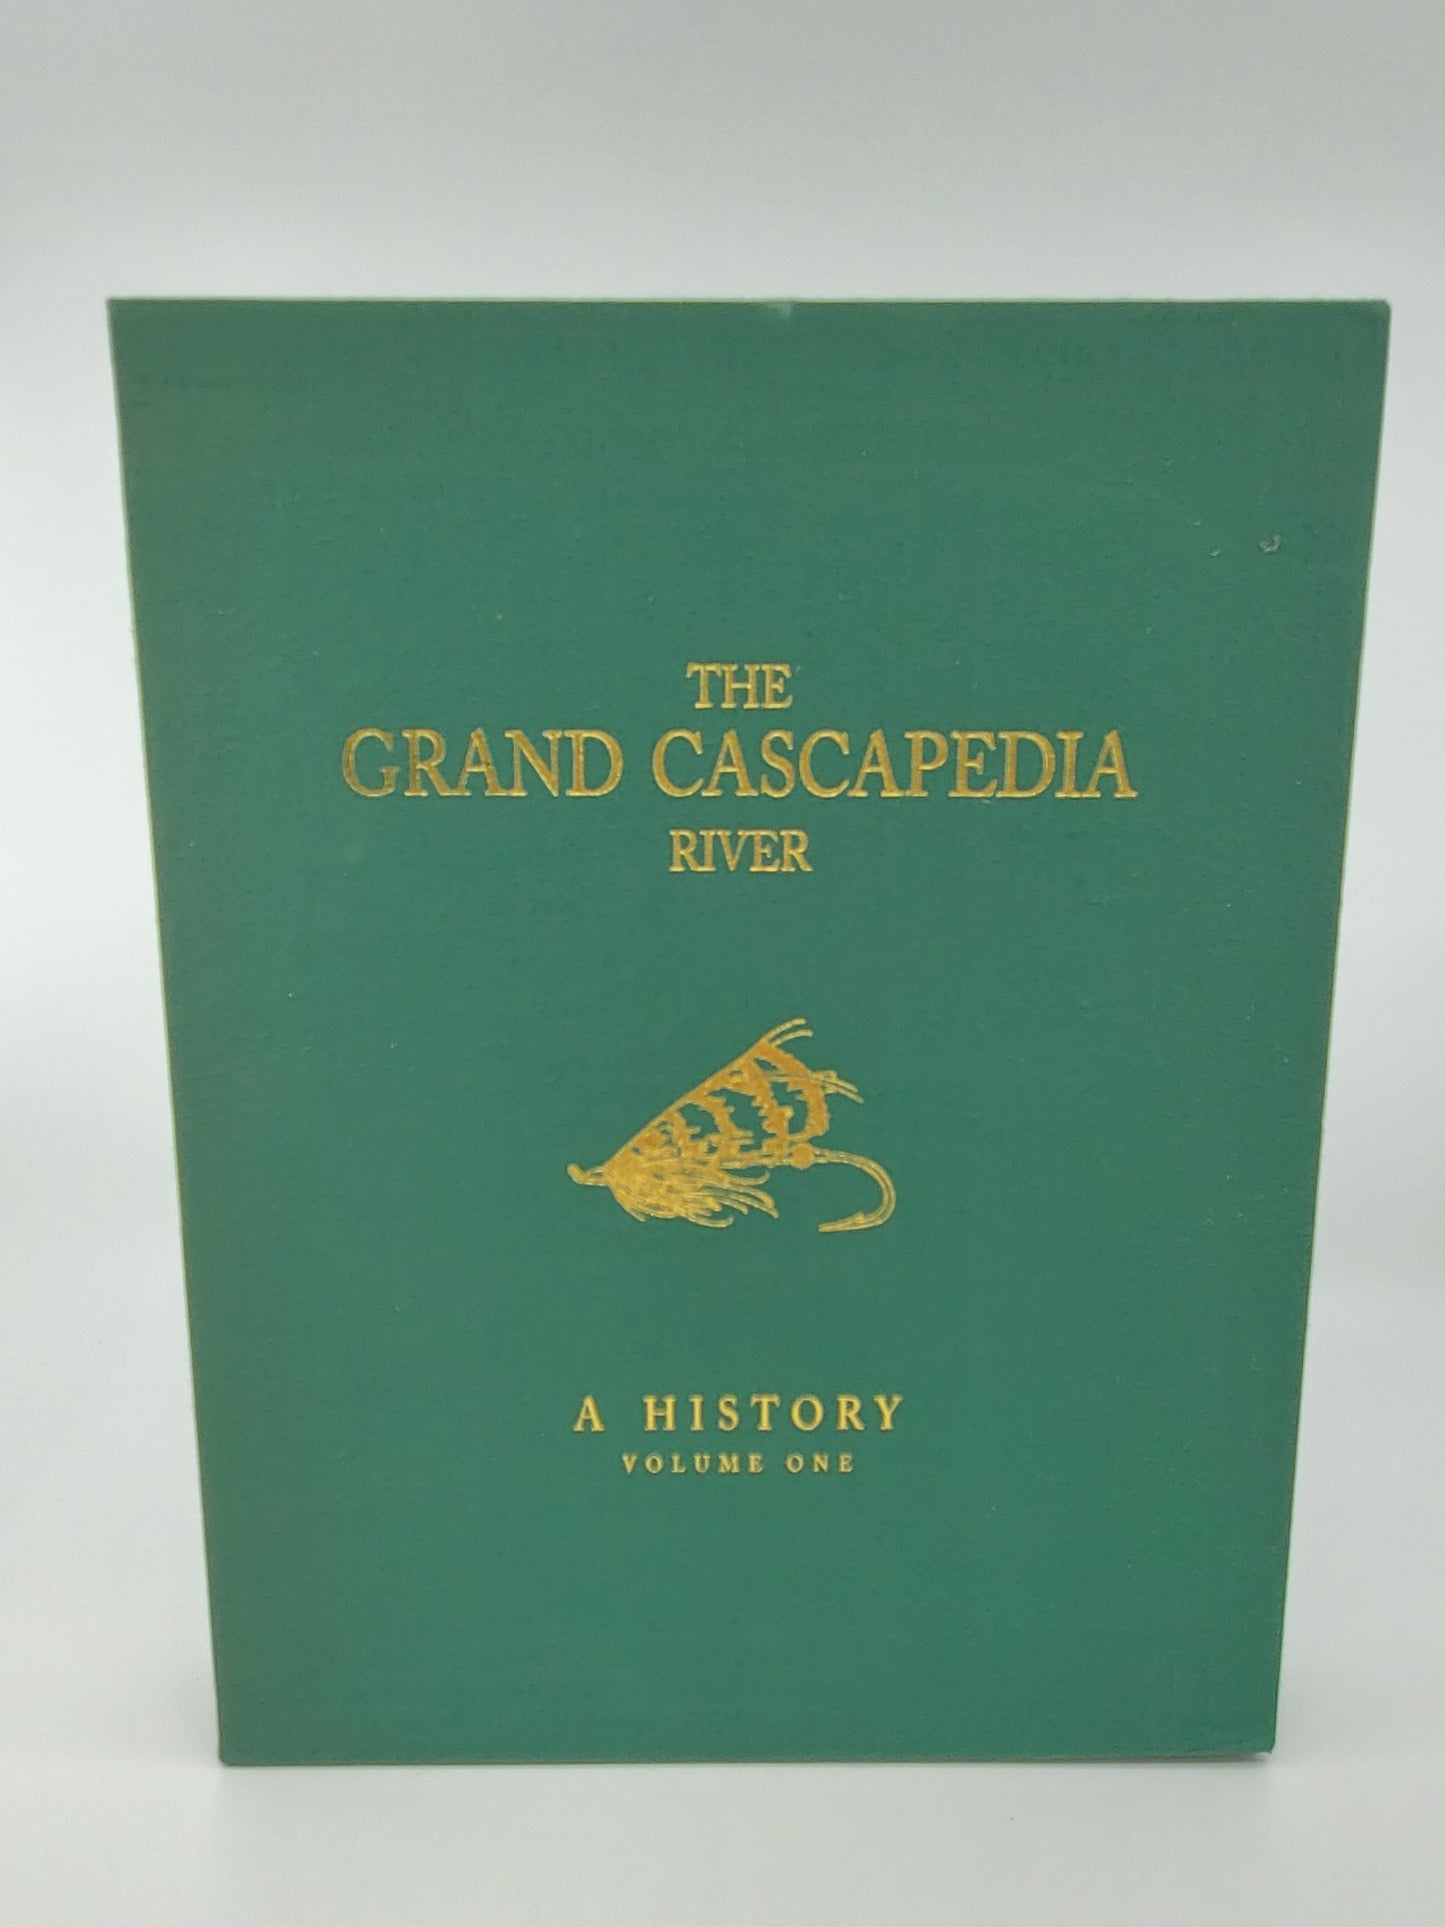 THE
GRAND CASCAPEDIA
RIVER
A HISTORY
VOLUME ONE